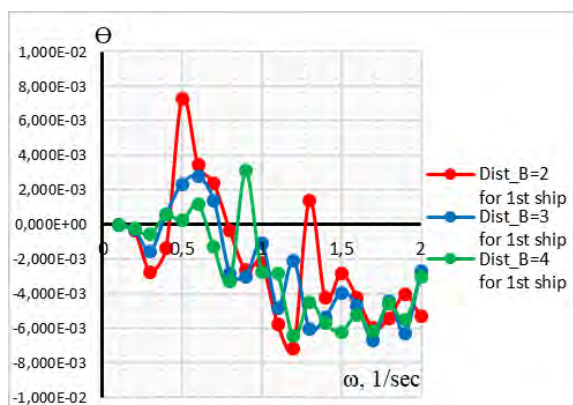 Ө
1,000E-02
8,000E-03
6,000E-03
4,000E-03
2,000E-03
0,000E+00
-2,000E-03
-4,000E-03
-6,000E-03
-8,000E-03
-1,000E-02
0 0,5 1 1,5 2
ω, 1/sec
Dist_B=2
for 1st ship
Dist_B=3
for 1st ship
Dist_B=4
for 1st ship